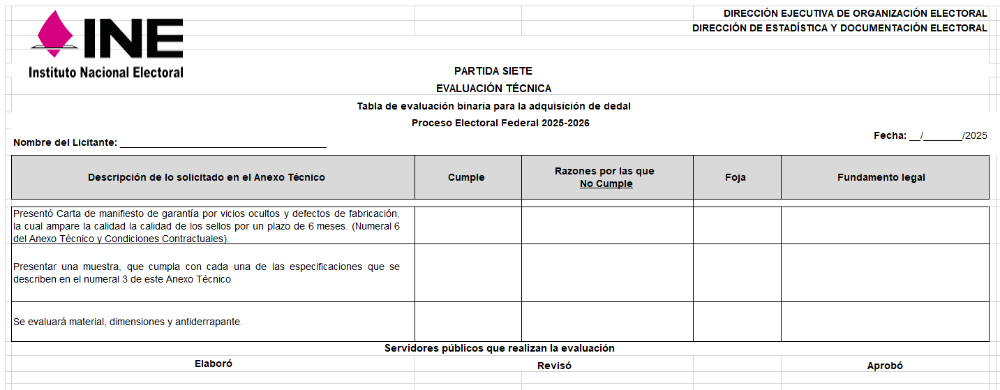 INE
Instituto Nacional Electoral
DIRECCIÓN EJECUTIVA DE ORGANIZACIÓN ELECTORAL
DIRECCIÓN DE ESTADÍSTICA Y DOCUMENTACIÓN ELECTORAL
PARTIDA SIETE
EVALUACIÓN TÉCNICA
Tabla de evaluación binaria para la adquisición de dedal
Proceso Electoral Federal 2025-2026
Fecha: __/_______/2025
Nombre del Licitante: _____________________________________
Descripción de lo solicitado en el Anexo Técnico
Cumple
Razones por las que
No Cumple
Foja
Fundamento legal
Presentó Carta de manifiesto de garantía por vicios ocultos y defectos de fabricación,
la cual ampare la calidad la calidad de los sellos por un plazo de 6 meses. (Numeral 6
del Anexo Técnico y Condiciones Contractuales).
Presentar una muestra, que cumpla con cada una de las especificaciones que se
describen en el numeral 3 de este Anexo Técnico
Se evaluará material, dimensiones y antiderrapante.
Servidores públicos que realizan la evaluación
Elaboró
Revisó
Aprobó